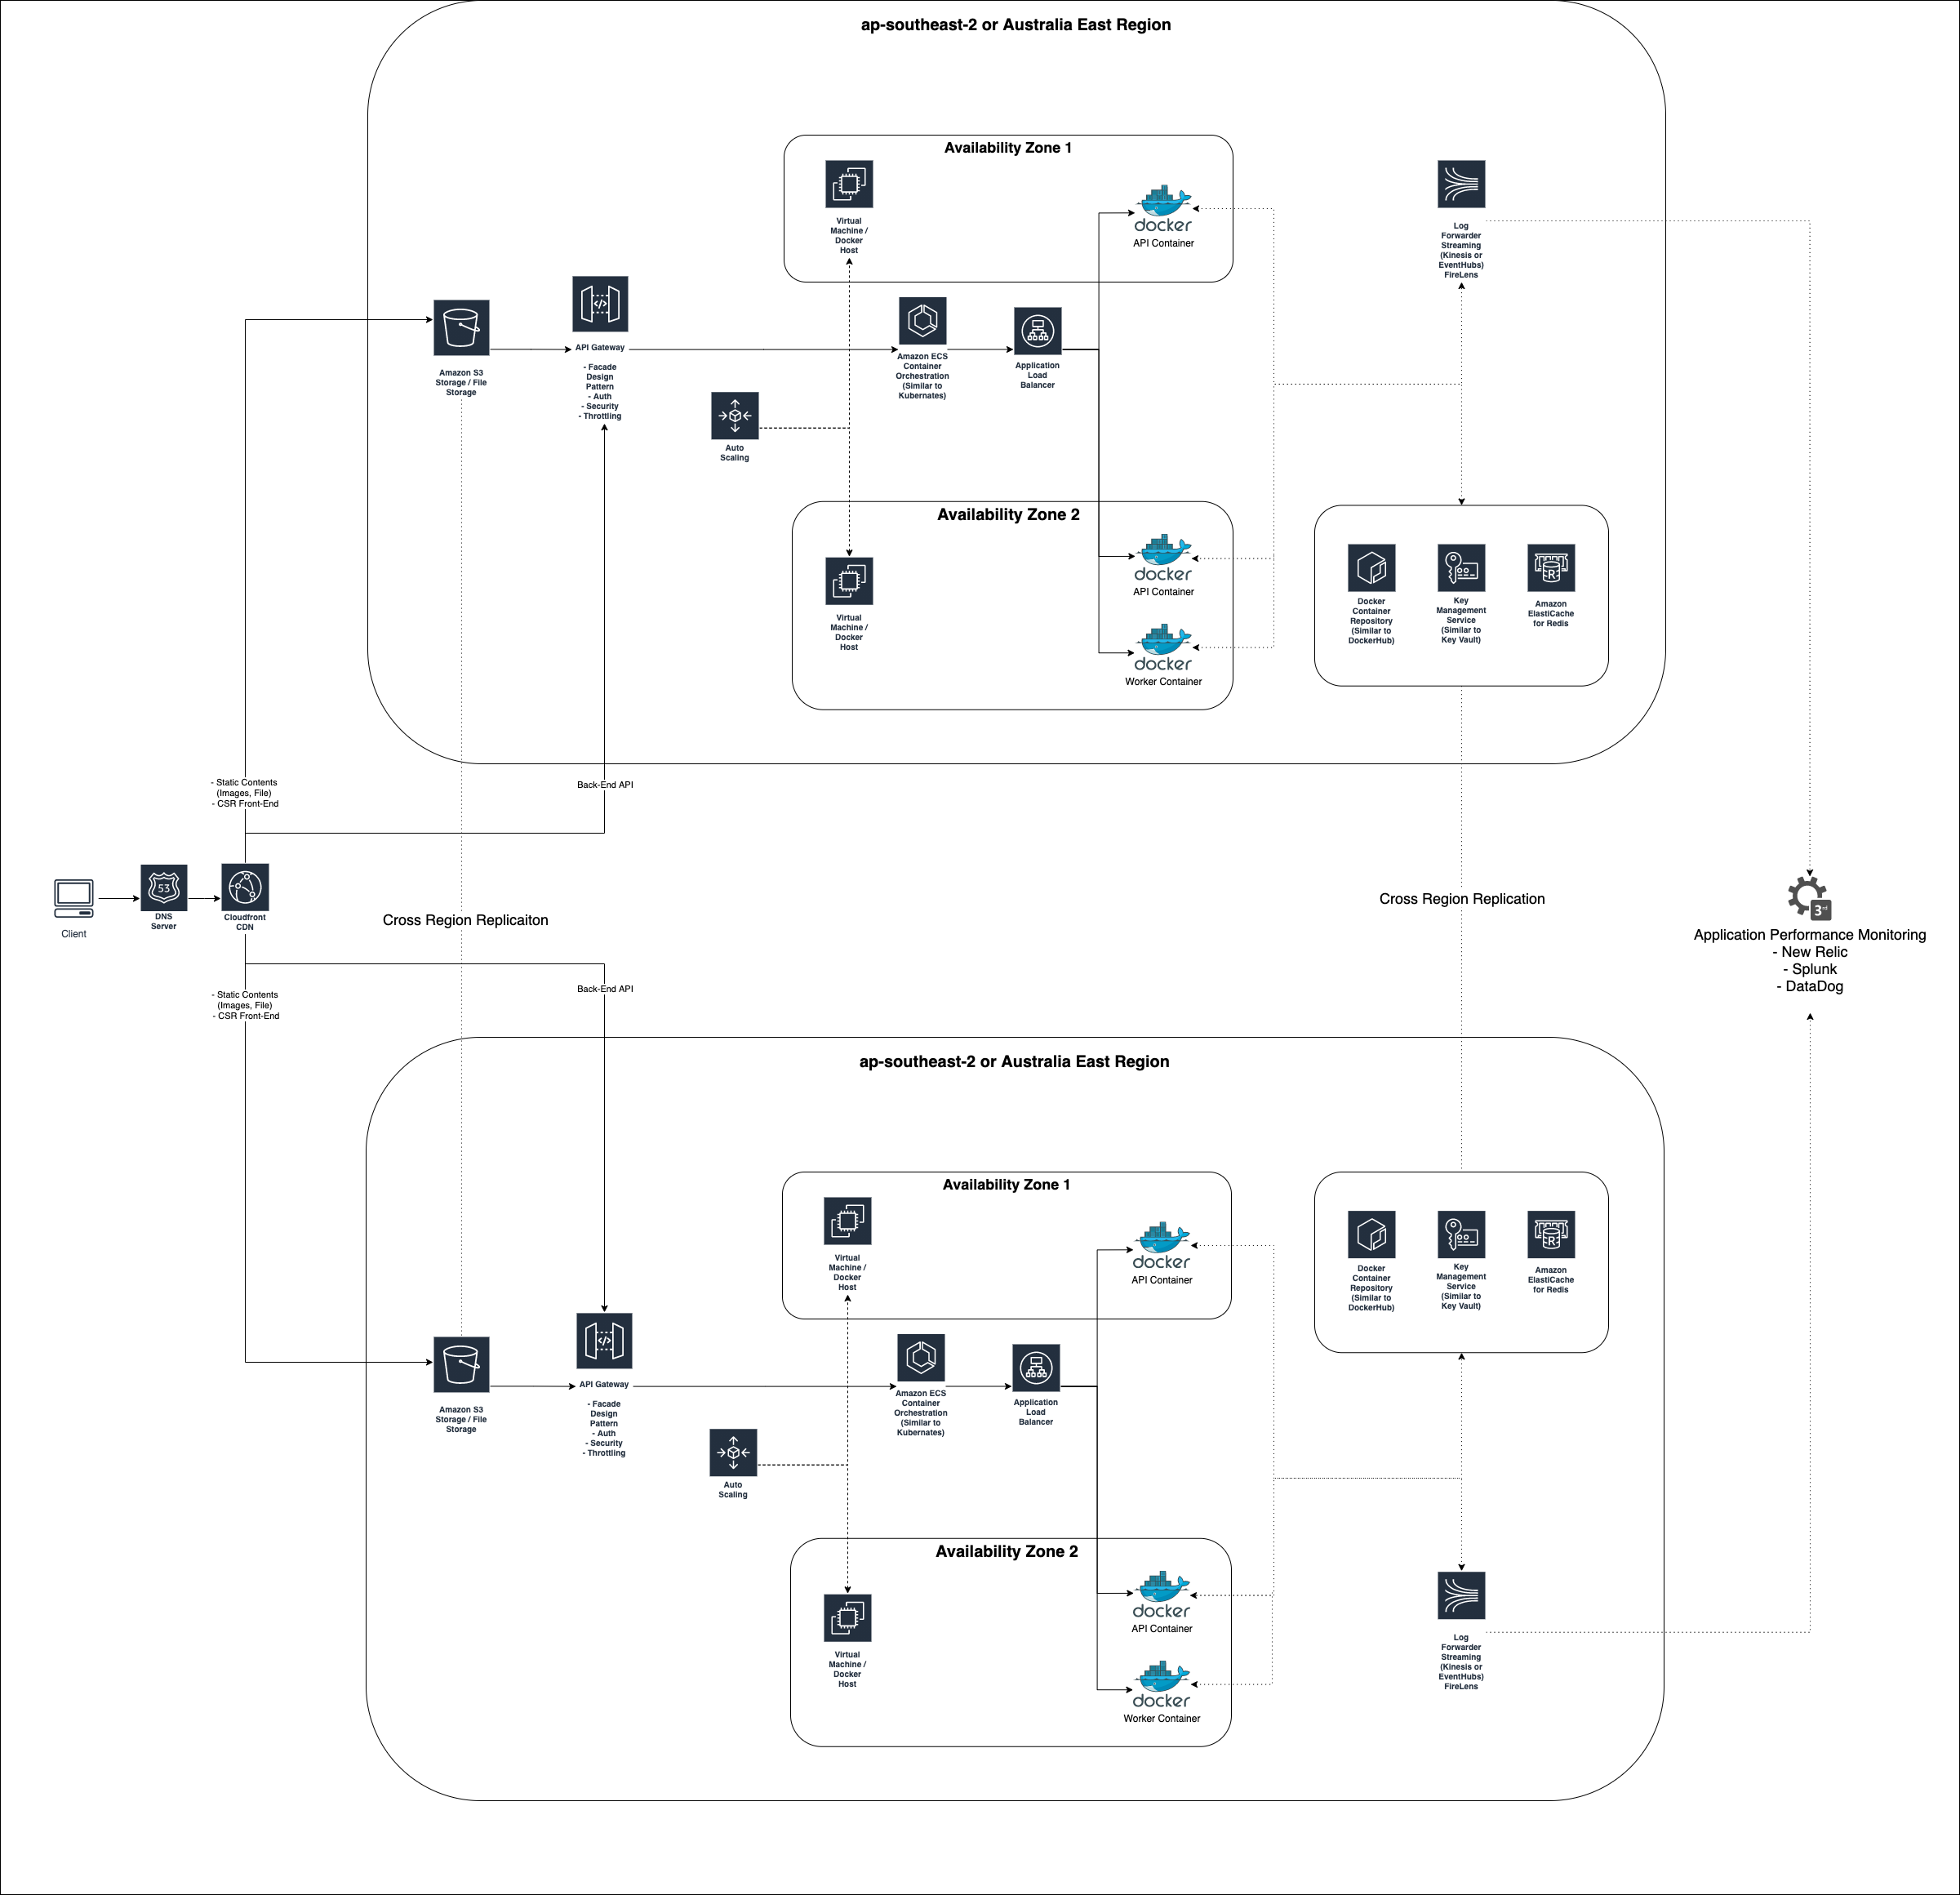 ap-southeast-2 or Australia East Region
Availability Zone 1
Virtual
Machine /
Docker
Host
docker
API Container
Log
Forwarder
Streaming
(Kinesis or
EventHubs)
FireLens
Amazon S3
Storage / File
Storage
API Gateway
- Facade
Design
Pattern
- Auth
- Security
- Throttling
Amazon ECS
Container
Orchestration
(Similar to
Kubernates)
Application
Load
Balancer
Auto
Scaling
Availability Zone 2
Virtual
Machine /
Docker
Host
docker
API Container
docker
Worker Container
Docker
Container
Repository
(Similar to
DockerHub)
Key
Management
Service
(Similar to
Key Vault)
R
Amazon
ElastiCache
for Redis
- Static Contents
(Images, File)
- CSR Front-End
Back-End API
Client
53
DNS
Server
Cloudfront
CDN
Cross Region Replicaiton
Cross Region Replication
3rd
Application Performance Monitoring
- New Relic
- Splunk
- DataDog
- Static Contents
(Images, File)
- CSR Front-End
Back-End API
ap-southeast-2 or Australia East Region
Availability Zone 1
Virtual
Machine /
Docker
Host
docker
API Container
Docker
Container
Repository
(Similar to
DockerHub)
Key
Management
Service
(Similar to
Key Vault)
R
Amazon
ElastiCache
for Redis
Amazon S3
Storage / File
Storage
API Gateway
- Facade
Design
Pattern
- Auth
- Security
- Throttling
Amazon ECS
Container
Orchestration
(Similar to
Kubernates)
Application
Load
Balancer
Auto
Scaling
Availability Zone 2
Virtual
Machine /
Docker
Host
docker
API Container
docker
Worker Container
Log
Forwarder
Streaming
(Kinesis or
EventHubs)
FireLens